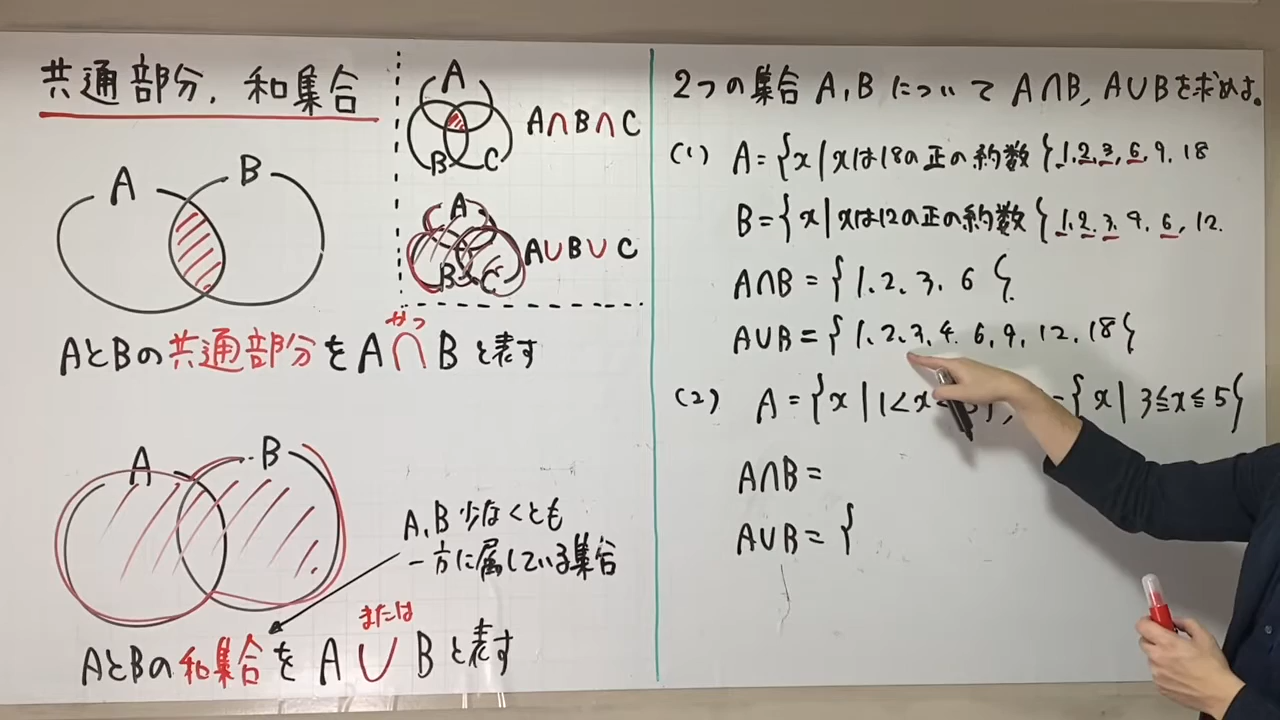 共通部分, 和集合
A B
AとBの共通部分をA∩Bと表す
かつ
A
B C
A∩B∩C
A
B C
A∪B∪C
A B
A,B 少なくとも
一方に属している集合
または
AとBの和集合を A∪Bと表す
2つの集合 A,B について A∩B, A∪Bを求めよ。
(1) A={x|xは18の正の約数} 1,2,3,6,9,18
B={x|xは12の正の約数} 1,2,3,4,6,12.
A∩B={1,2,3,6}
A∪B={1,2,3,4,6,9,12,18}
(2) A={x|1<x< ={x|3≦x≦5}
A∩B=
A∪B={